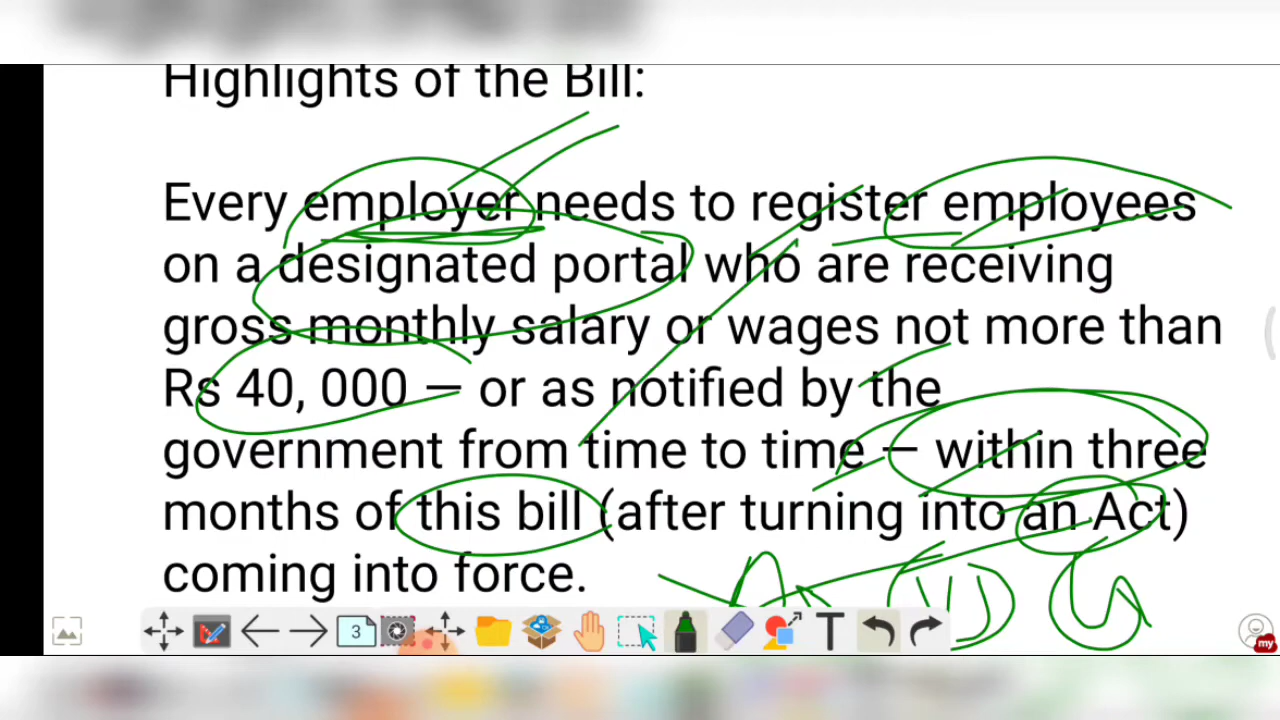 Highlights of the Bill:
Every employer needs to register employees
on a designated portal who are receiving
gross monthly salary or wages not more than
Rs 40, 000 — or as notified by the
government from time to time — within three
months of this bill (after turning into an Act)
coming into force.
3
T
my